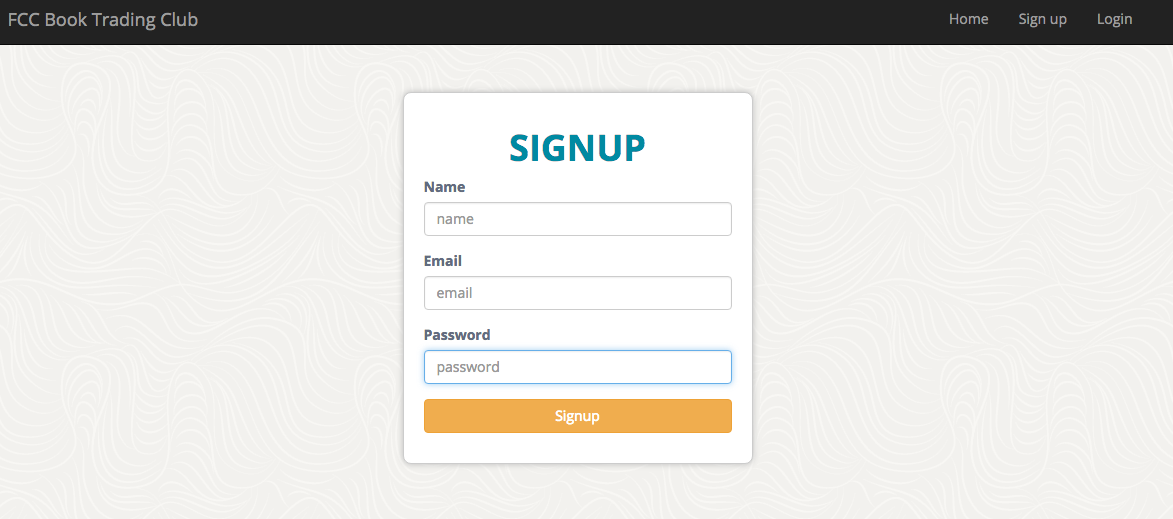 FCC Book Trading Club
Home Sign up Login
SIGNUP
Name
name
Email
email
Password
password
Signup